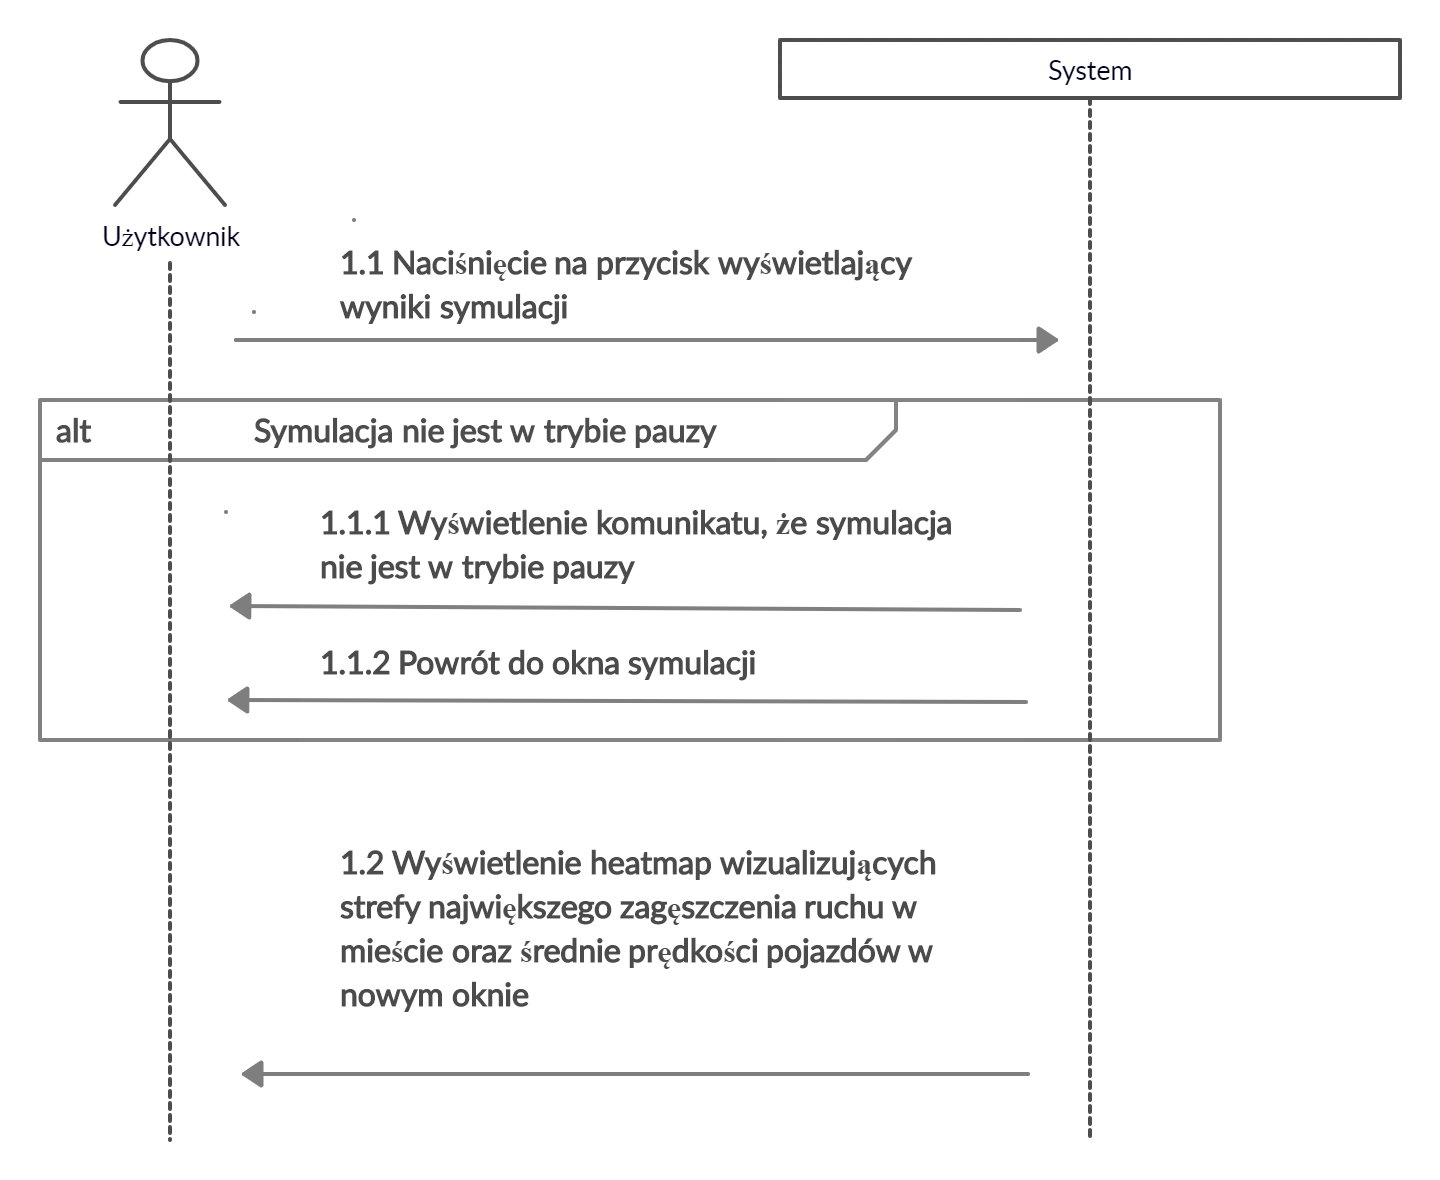 System
Użytkownik
1.1 Naciśnięcie na przycisk wyświetlający
wyniki symulacji
alt
Symulacja nie jest w trybie pauzy
1.1.1 Wyświetlenie komunikatu, że symulacja
nie jest w trybie pauzy
1.1.2 Powrót do okna symulacji
1.2 Wyświetlenie heatmap wizualizujących
strefy największego zagęszczenia ruchu w
mieście oraz średnie prędkości pojazdów w
nowym oknie